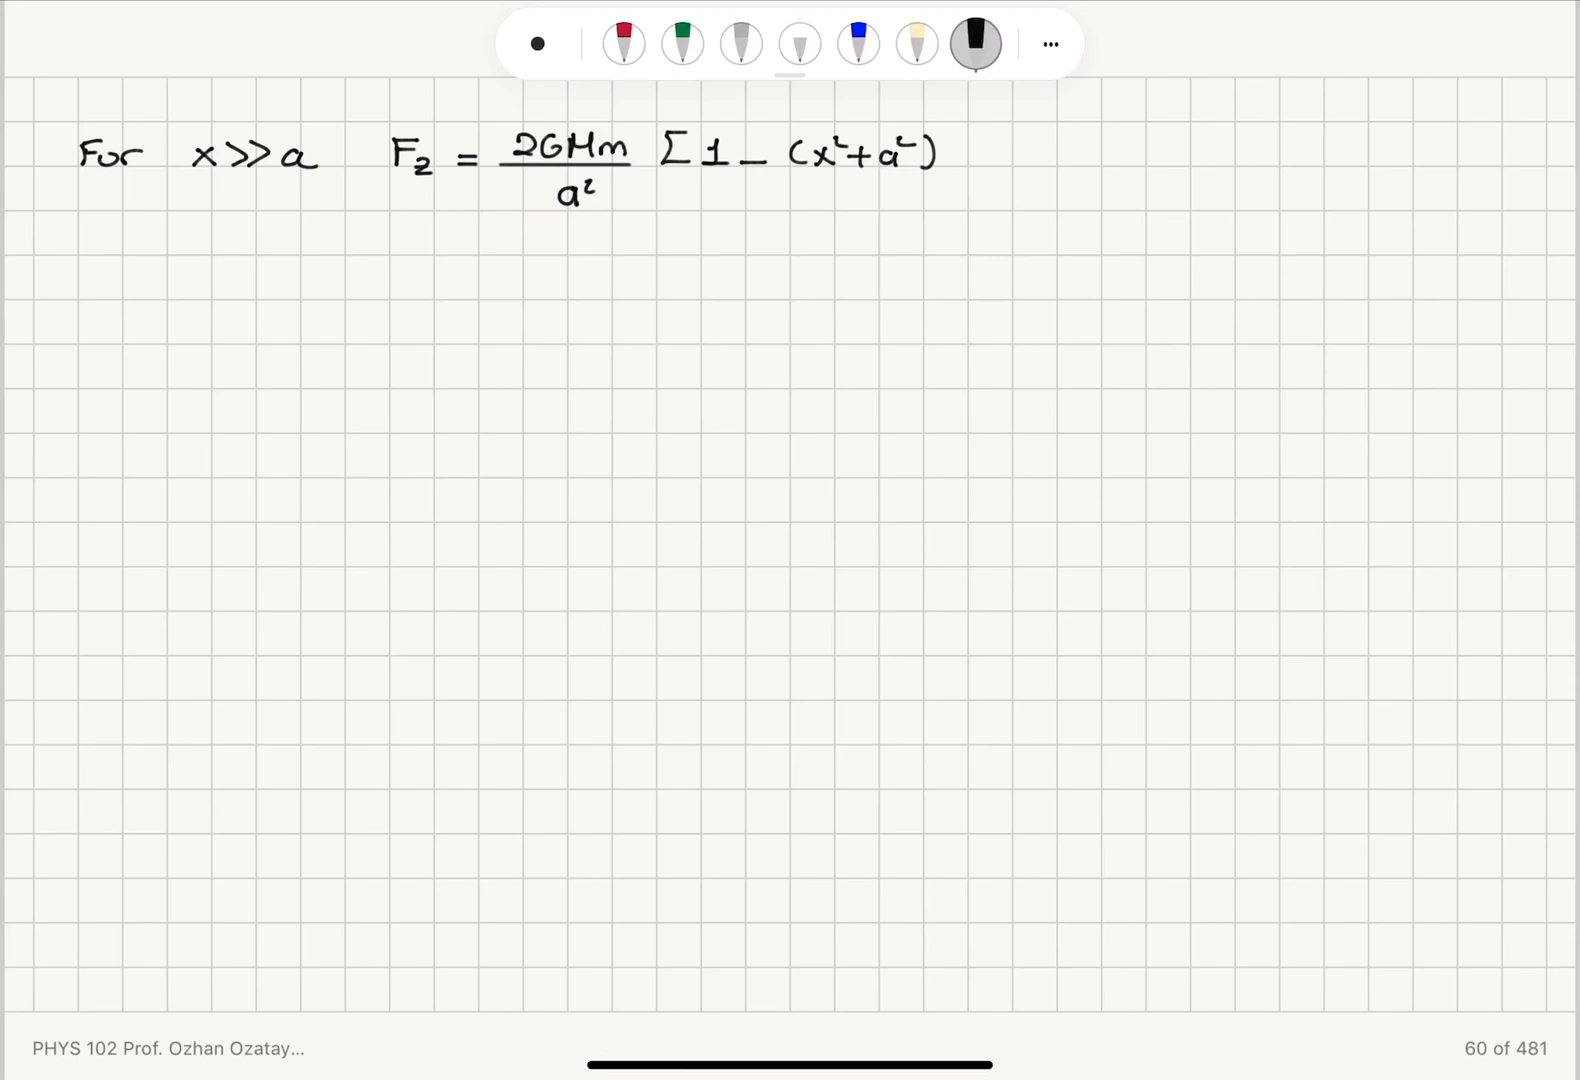 For x >> a F₂ = 2GMm / a² [ 1 - (x²+a²)
PHYS 102 Prof. Ozhan Ozatay... 60 of 481